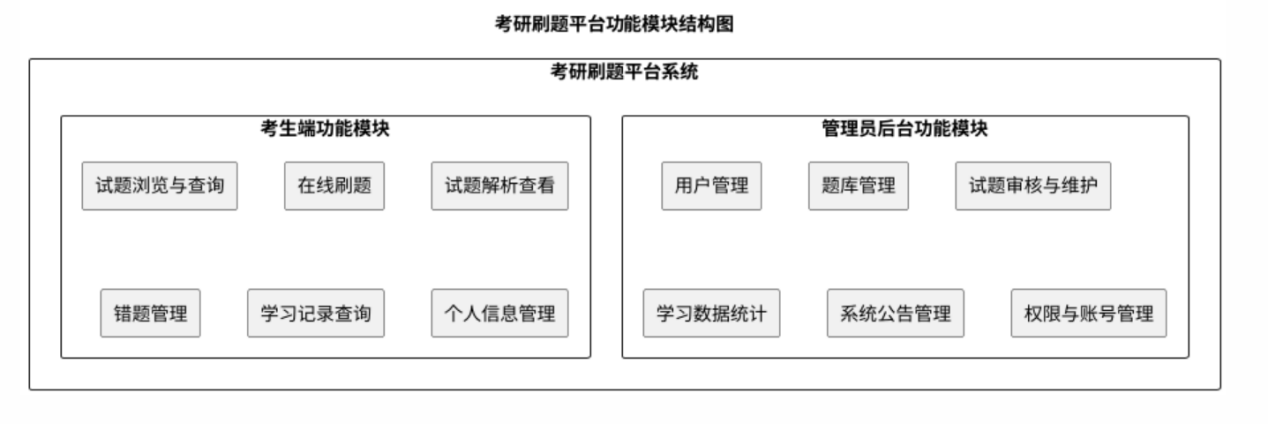 考研刷题平台功能模块结构图
考研刷题平台系统
考生端功能模块
试题浏览与查询
在线刷题
试题解析查看
错题管理
学习记录查询
个人信息管理
管理员后台功能模块
用户管理
题库管理
试题审核与维护
学习数据统计
系统公告管理
权限与账号管理